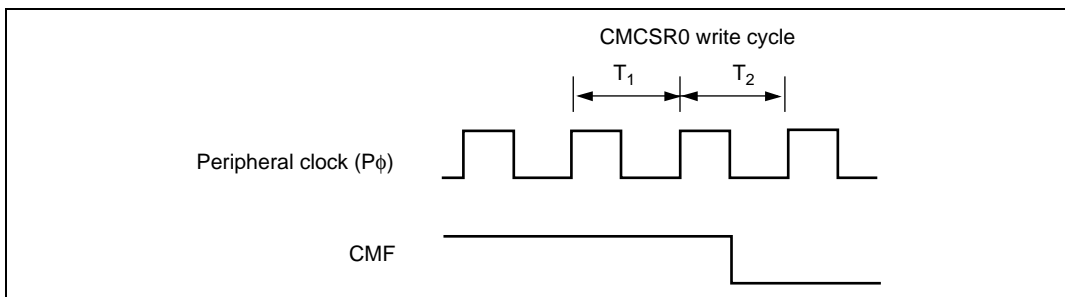 CMCSR0 write cycle
T1 T2
Peripheral clock (Pφ)
CMF